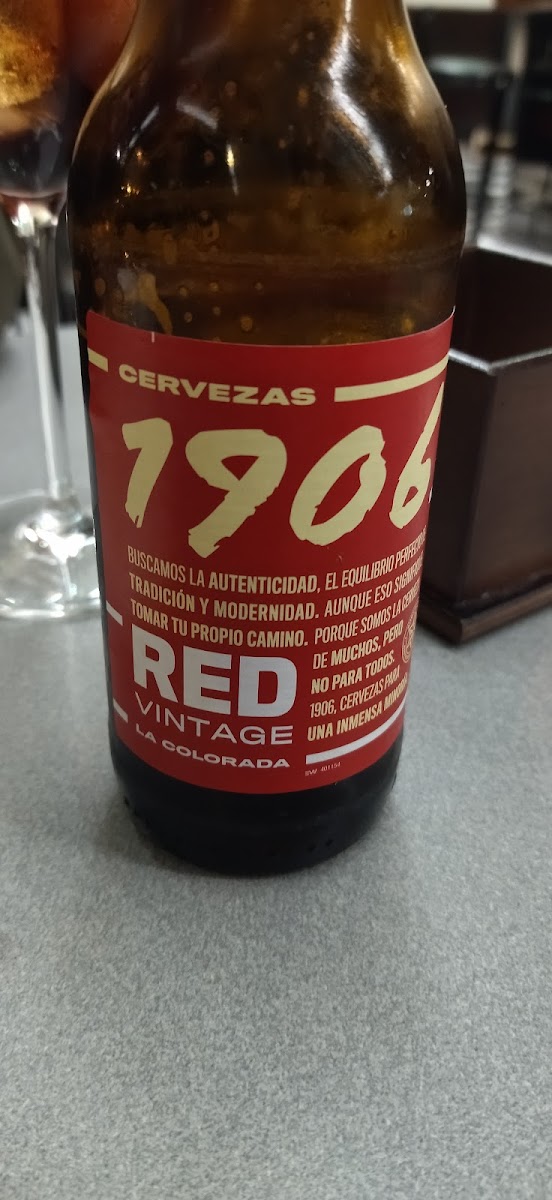 CERVEZAS
1906
BUSCAMOS LA AUTENTICIDAD, EL EQUILIBRIO
TRADICIÓN Y MODERNIDAD. AUNQUE ESO
TOMAR TU PROPIO CAMINO. PORQUE SOMOS LA
DE MUCHOS, PERO
NO PARA TODOS.
1906, CERVEZAS PARA
UNA INMENSA MINORÍA
RED
VINTAGE
LA COLORADA